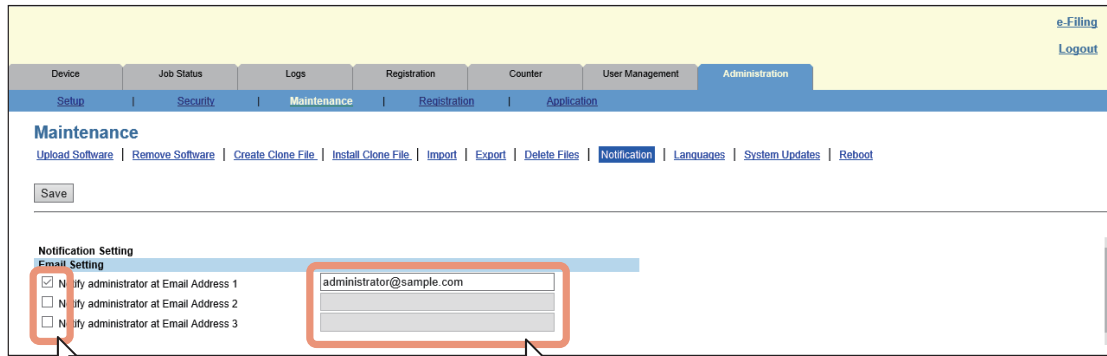 e-Filing
Logout
Device Job Status Logs Registration Counter User Management Administration
Setup | Security | Maintenance | Registration | Application
Maintenance
Upload Software | Remove Software | Create Clone File | Install Clone File | Import | Export | Delete Files | Notification | Languages | System Updates | Reboot
Save
Notification Setting
Email Setting
Notify administrator at Email Address 1 administrator@sample.com
Notify administrator at Email Address 2
Notify administrator at Email Address 3